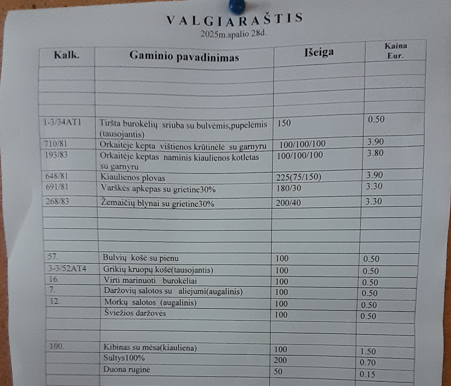 VALGIARAŠTIS
2025m.spalio 28d.
Kalk. Gaminio pavadinimas Išeiga Kaina
Eur.
1-3/34AT1 Tiršta burokėlių sriuba su bulvėmis,pupelėmis 150 0.50
(tausojantis)
710/81 Orkaitėje kepta vištienos krūtinėlė su garnyru 100/100/100 3.90
193/83 Orkaitėje keptas naminis kiaulienos kotletas 100/100/100 3.80
su garnyru
648/81 Kiaulienos plovas 225(75/150) 3.90
691/81 Varškės apkepas su grietine30% 180/30 3.30
268/83 Žemaičių blynai su grietine30% 200/40 3.30
57. Bulvių košė su pienu 100 0.50
3-3/52AT4 Grikių kruopų košė(tausojantis) 100 0.50
16. Virti marinuoti burokėliai 100 0.50
7. Daržovių salotos su aliejumi(augalinis) 100 0.50
12. Morkų salotos (augalinis) 100 0.50
Šviežios daržovės 100 0.50
100. Kibinas su mėsa(kiauliena) 100 1.50
Sultys100% 200 0.70
Duona ruginė 50 0.15